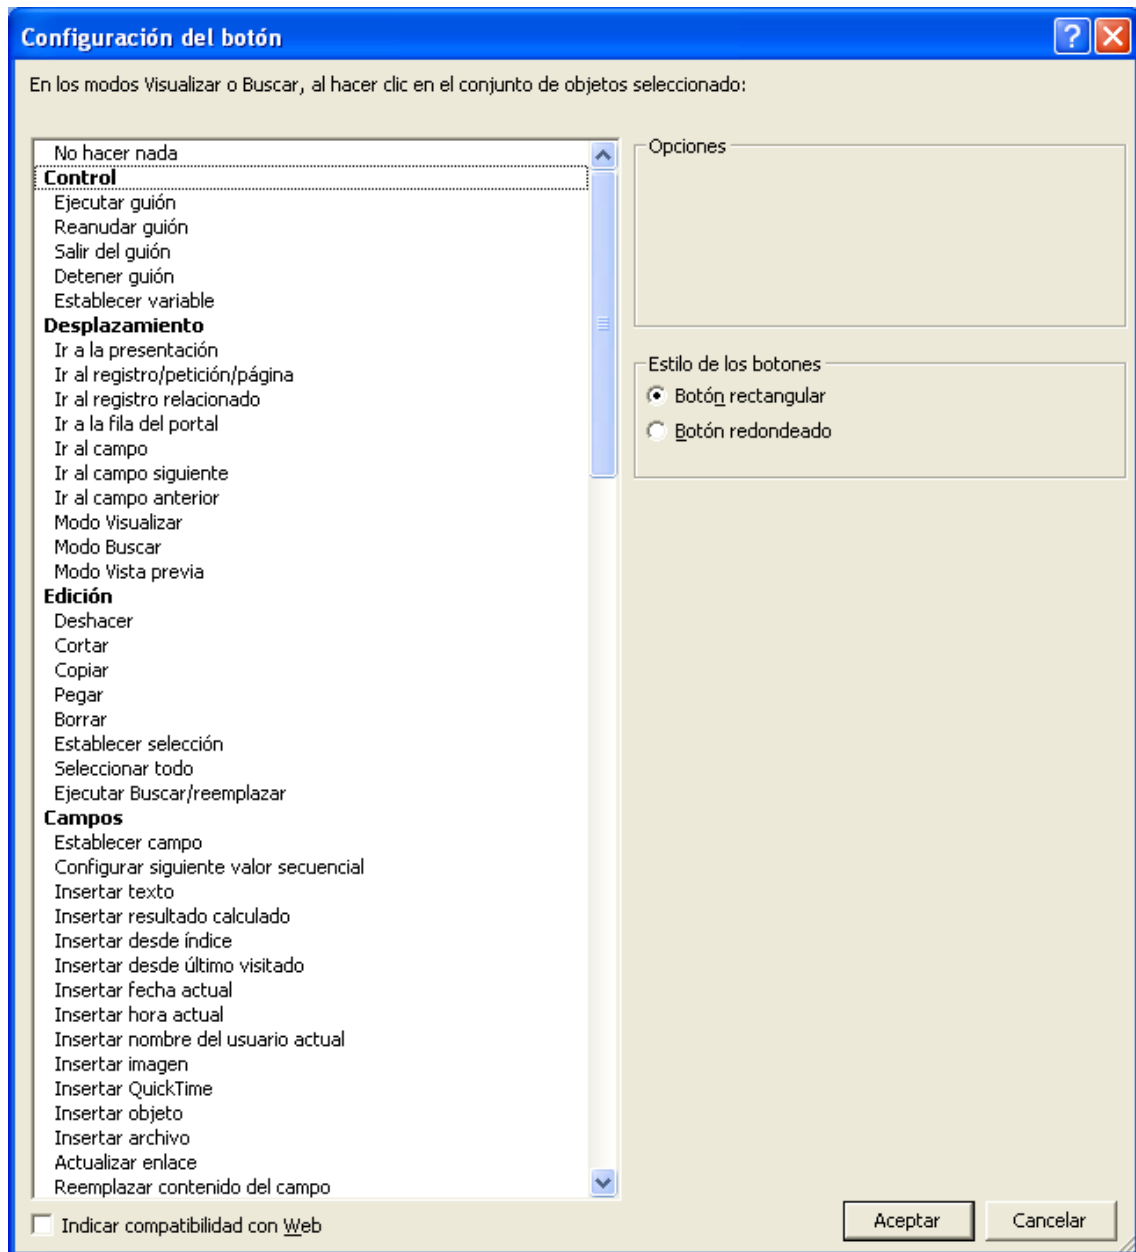 Configuración del botón
En los modos Visualizar o Buscar, al hacer clic en el conjunto de objetos seleccionado:
No hacer nada
Control
Ejecutar guión
Reanudar guión
Salir del guión
Detener guión
Establecer variable
Desplazamiento
Ir a la presentación
Ir al registro/petición/página
Ir al registro relacionado
Ir a la fila del portal
Ir al campo
Ir al campo siguiente
Ir al campo anterior
Modo Visualizar
Modo Buscar
Modo Vista previa
Edición
Deshacer
Cortar
Copiar
Pegar
Borrar
Establecer selección
Seleccionar todo
Ejecutar Buscar/reemplazar
Campos
Establecer campo
Configurar siguiente valor secuencial
Insertar texto
Insertar resultado calculado
Insertar desde índice
Insertar desde último visitado
Insertar fecha actual
Insertar hora actual
Insertar nombre del usuario actual
Insertar imagen
Insertar QuickTime
Insertar objeto
Insertar archivo
Actualizar enlace
Reemplazar contenido del campo
Opciones
Estilo de los botones
Botón rectangular
Botón redondeado
Indicar compatibilidad con Web
Aceptar
Cancelar